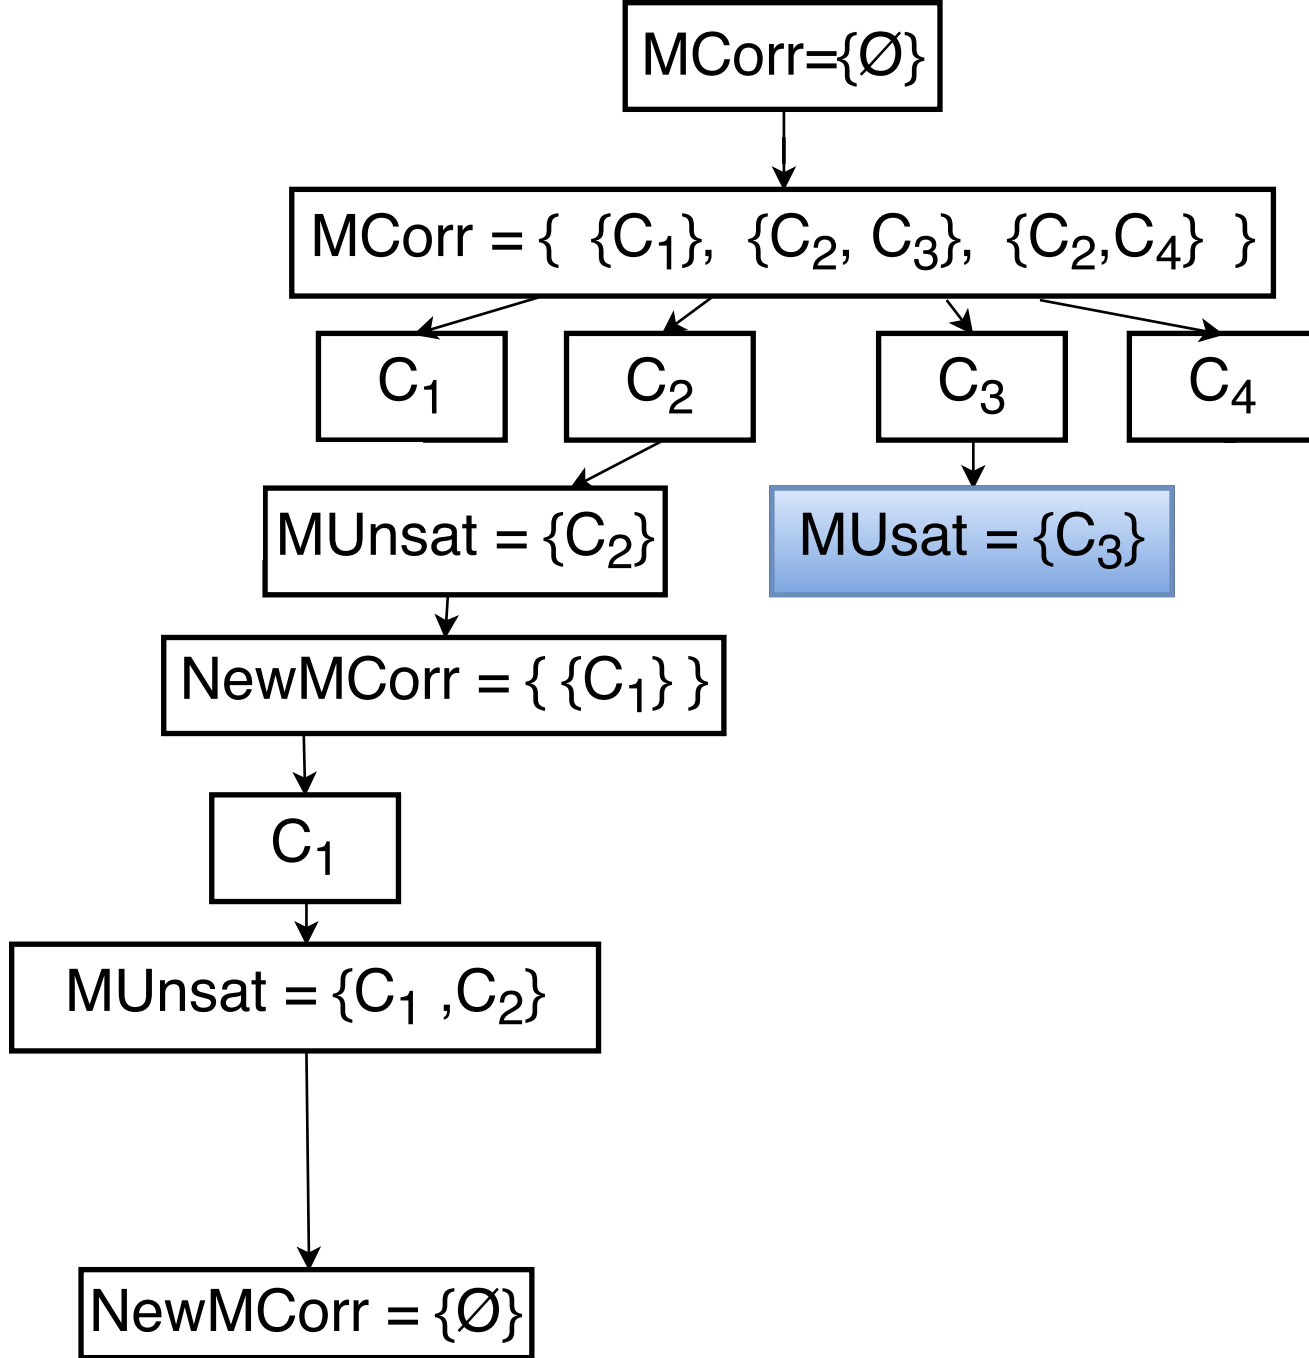 MCorr={Ø}
MCorr = { {C₁}, {C₂, C₃}, {C₂,C₄} }
C₁
C₂
C₃
C₄
MUnsat = {C₂}
MUsat = {C₃}
NewMCorr = { {C₁} }
C₁
MUnsat = {C₁ ,C₂}
NewMCorr = {Ø}